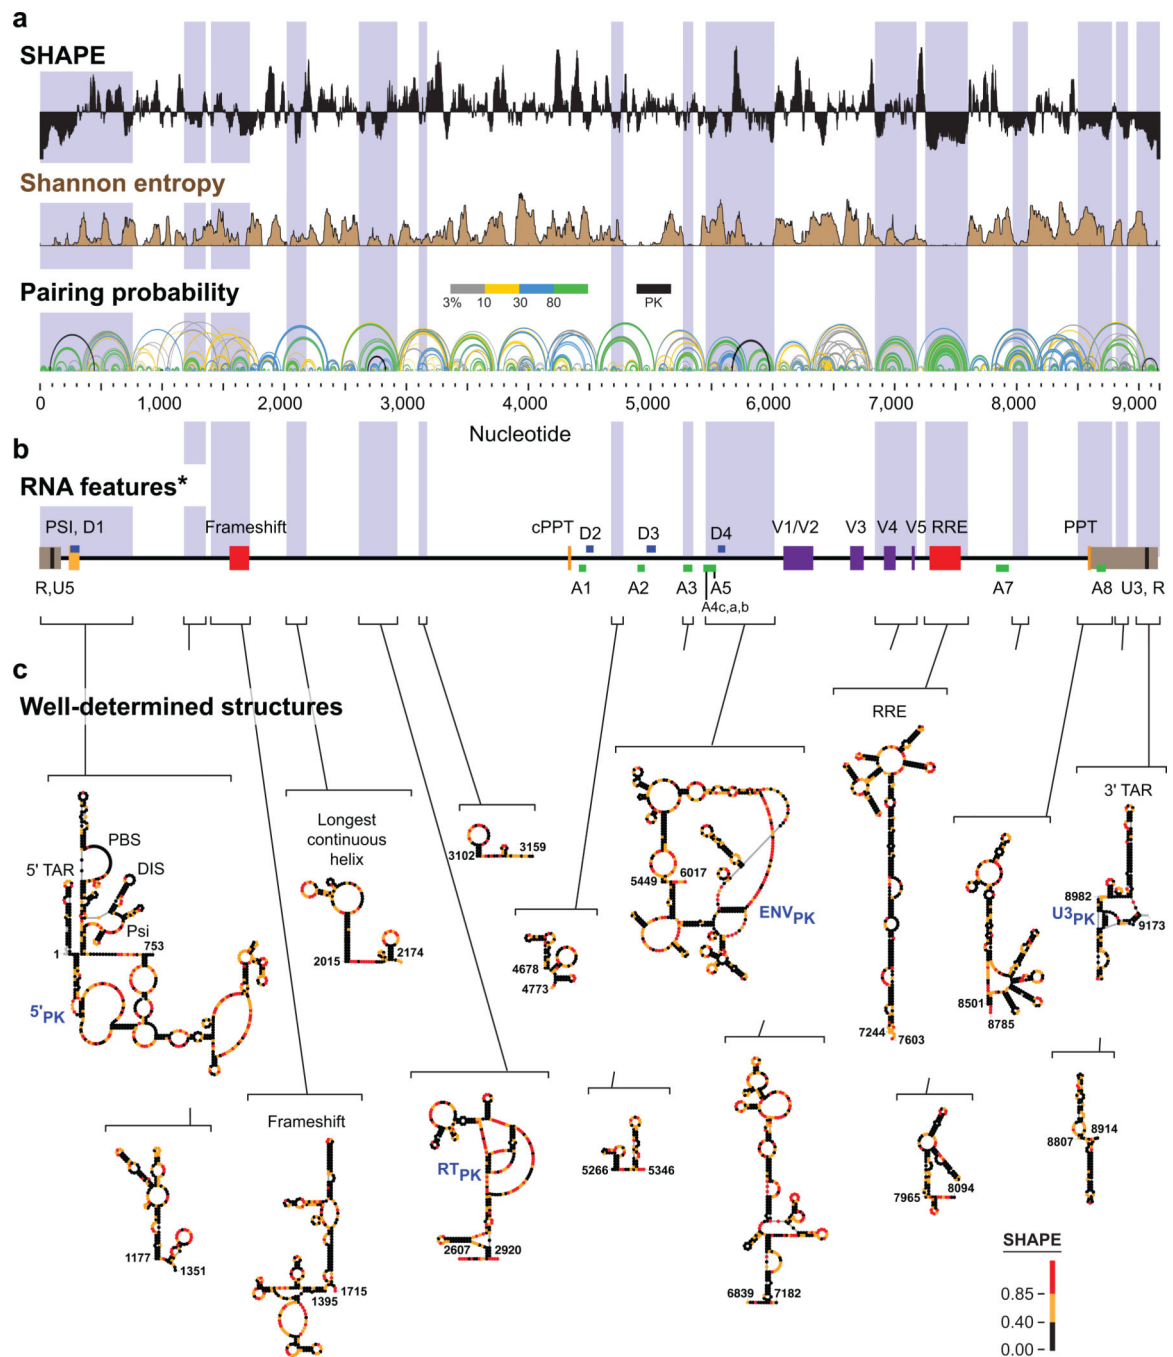 a
SHAPE
Shannon entropy
Pairing probability
3% 10 30 80
PK
0 1,000 2,000 3,000 4,000 5,000 6,000 7,000 8,000 9,000
Nucleotide
b
RNA features*
PSI, D1
Frameshift
cPPT
D2
D3
D4
V1/V2
V3
V4
V5
RRE
PPT
R,U5
A1
A2
A3
A5
A4c,a,b
A7
A8
U3, R
c
Well-determined structures
5' TAR
PBS
DIS
Psi
1
753
5'PK
Longest
continuous
helix
2015
2174
3102
3159
4678
4773
5449
6017
ENVPK
RRE
7244
7603
8501
8785
3' TAR
8982
U3PK
9173
1177
1351
Frameshift
1395
1715
RTPK
2607
2920
5266
5346
6839
7182
7965
8094
8807
8914
SHAPE
0.85
0.40
0.00